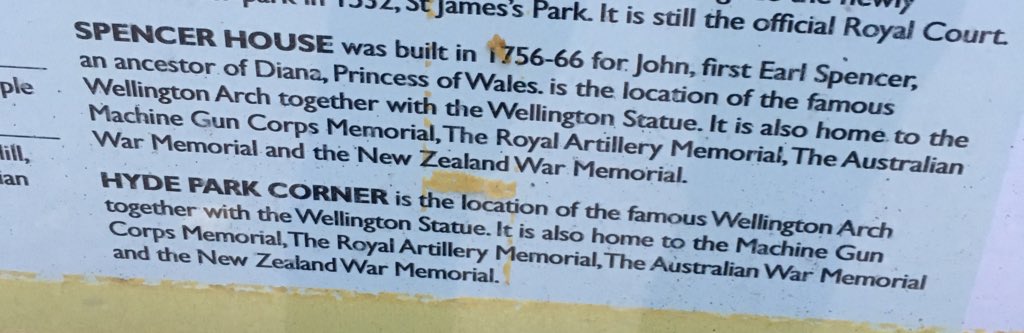 park in 1532, St James's Park. It is still the official Royal Court.
SPENCER HOUSE was built in 1756-66 for John, first Earl Spencer,
an ancestor of Diana, Princess of Wales. is the location of the famous
ple
Wellington Arch together with the Wellington Statue. It is also home to the
Machine Gun Corps Memorial, The Royal Artillery Memorial, The Australian
War Memorial and the New Zealand War Memorial.
ill,
ian
HYDE PARK CORNER is the location of the famous Wellington Arch
together with the Wellington Statue. It is also home to the Machine Gun
Corps Memorial, The Royal Artillery Memorial, The Australian War Memorial
and the New Zealand War Memorial.